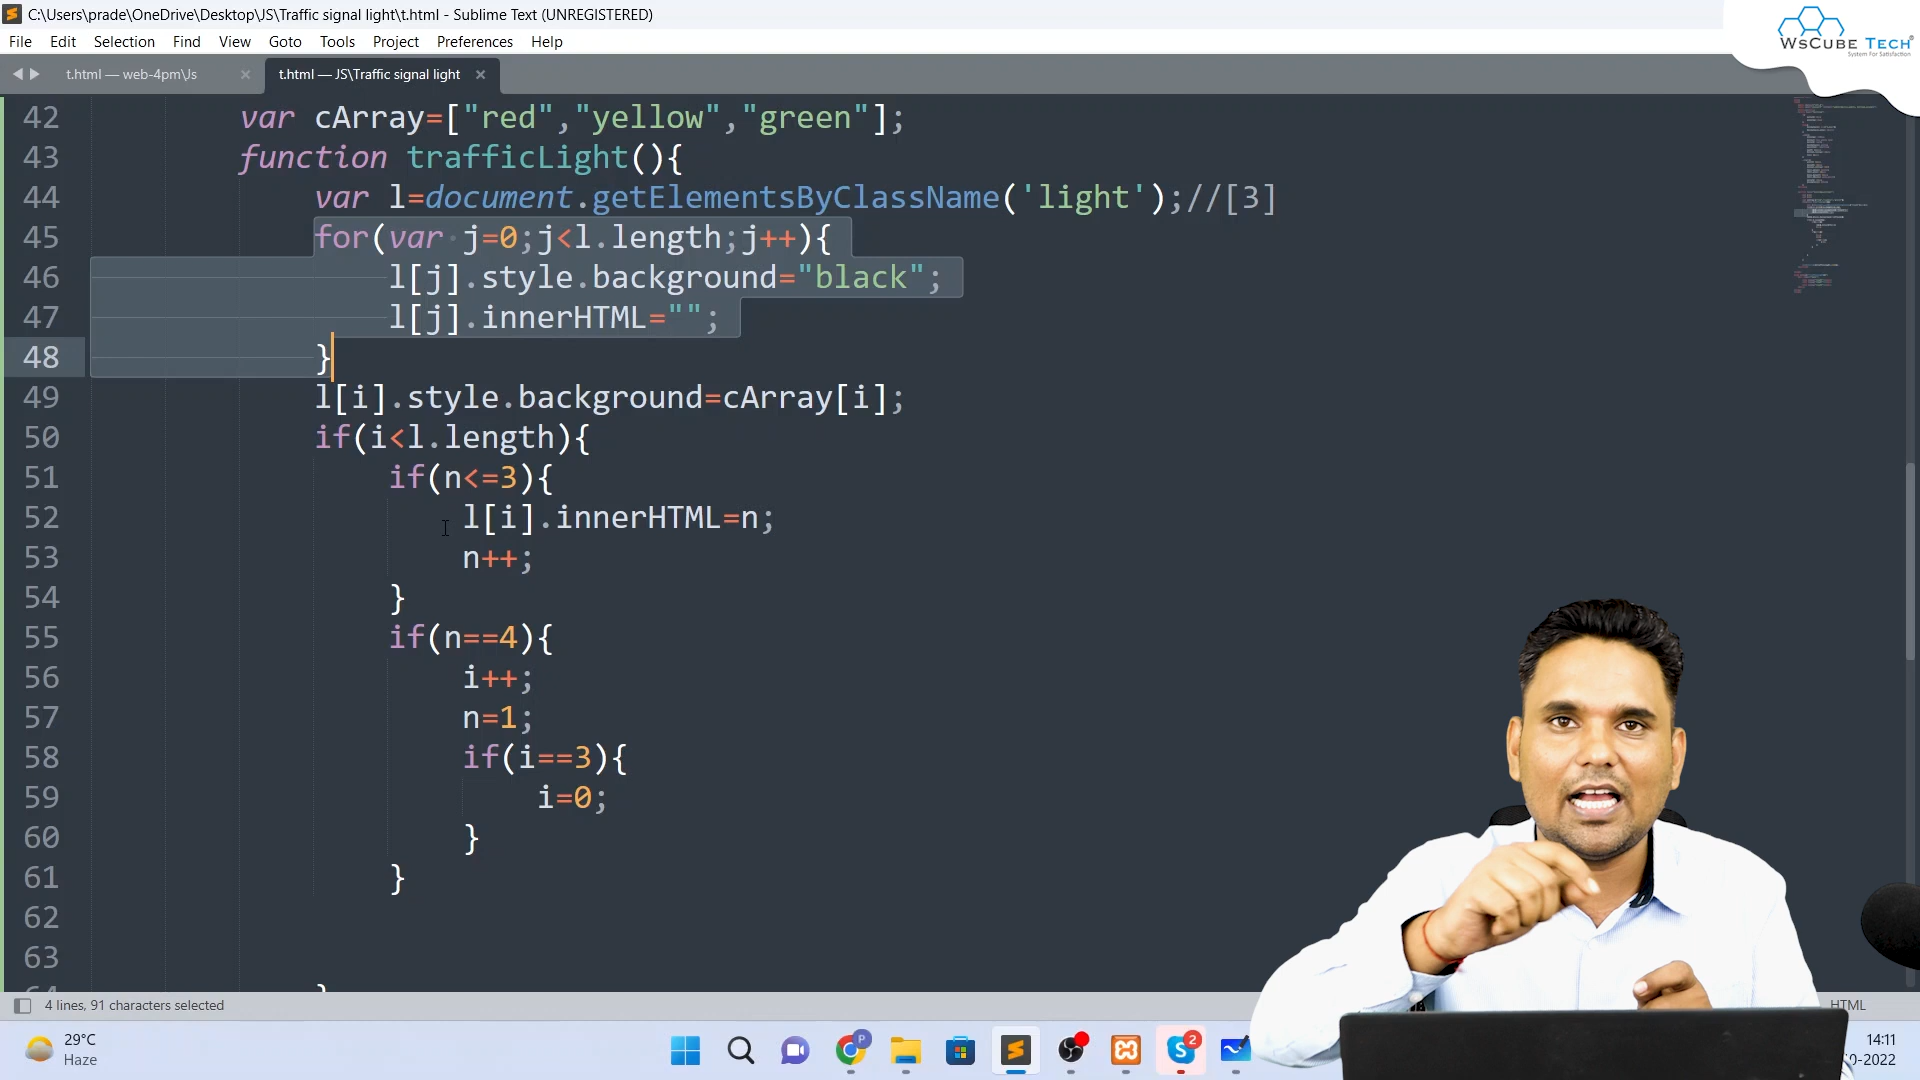 C:\Users\prade\OneDrive\Desktop\JS\Traffic signal light\t.html - Sublime Text (UNREGISTERED)
File Edit Selection Find View Goto Tools Project Preferences Help
WsCube Tech
System For Satisfaction
t.html — web-4pm\Js × t.html — JS\Traffic signal light ×
42 var cArray=["red","yellow","green"];
43 function trafficLight(){
44 var l=document.getElementsByClassName('light');//[3]
45 for(var j=0;j<l.length;j++){
46 l[j].style.background="black";
47 l[j].innerHTML="";
48 }
49 l[i].style.background=cArray[i];
50 if(i<l.length){
51 if(n<=3){
52 l[i].innerHTML=n;
53 n++;
54 }
55 if(n==4){
56 i++;
57 n=1;
58 if(i==3){
59 i=0;
60 }
61 }
62
63
4 lines, 91 characters selected
HTML
29°C
Haze
P
2
14:11
-2022